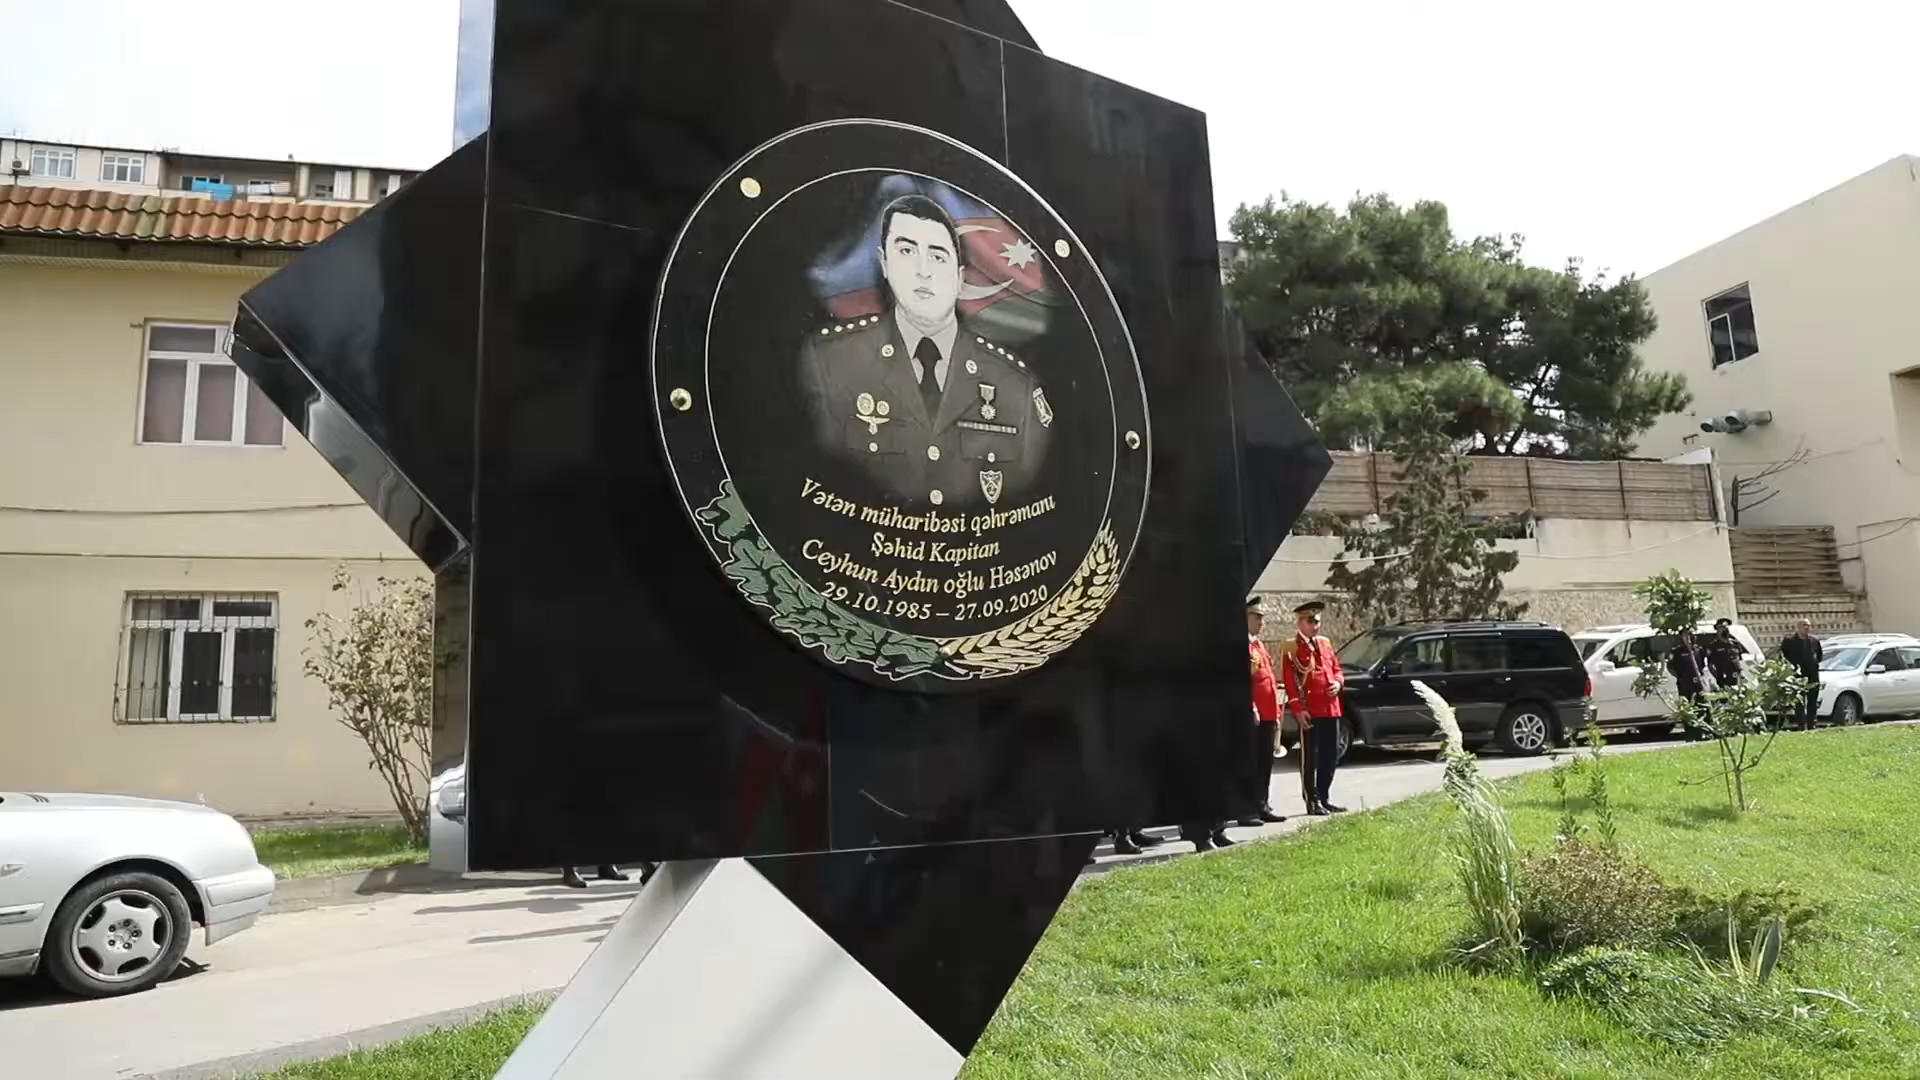 Vətən müharibəsi qəhrəmanı
Şəhid Kapitan
Ceyhun Aydın oğlu Həsənov
29.10.1985 – 27.09.2020